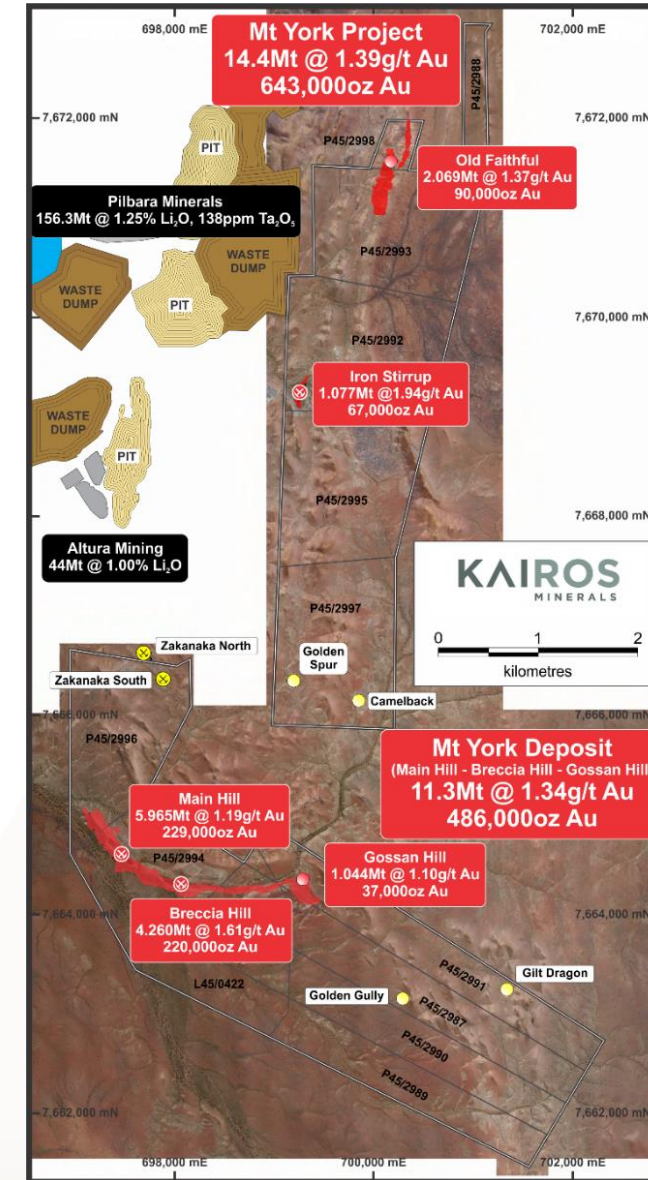 698,000 mE
702,000 mE
Mt York Project
14.4Mt @ 1.39g/t Au
643,000oz Au
P45/2988
7,672,000 mN
7,672,000 mN
PIT
P45/2998
Old Faithful
2.069Mt @ 1.37g/t Au
90,000oz Au
Pilbara Minerals
156.3Mt @ 1.25% Li₂O, 138ppm Ta₂O₅
P45/2993
WASTE
DUMP
WASTE
DUMP
PIT
7,670,000 mN
P45/2992
Iron Stirrup
1.077Mt @1.94g/t Au
67,000oz Au
WASTE
DUMP
PIT
P45/2995
7,668,000 mN
Altura Mining
44Mt @ 1.00% Li₂O
KAIROS
MINERALS
0 1 2
kilometres
P45/2997
Zakanaka North
Golden
Spur
Zakanaka South
Camelback
7,666,000 mN
7,666,000 mN
P45/2996
Mt York Deposit
(Main Hill - Breccia Hill - Gossan Hill)
11.3Mt @ 1.34g/t Au
486,000oz Au
Main Hill
5.965Mt @ 1.19g/t Au
229,000oz Au
P45/2994
Gossan Hill
1.044Mt @ 1.10g/t Au
37,000oz Au
Breccia Hill
4.260Mt @ 1.61g/t Au
220,000oz Au
7,664,000 mN
7,664,000 mN
P45/2991
Gilt Dragon
L45/0422
Golden Gully
P45/2987
P45/2990
P45/2989
7,662,000 mN
7,662,000 mN
698,000 mE
700,000 mE
702,000 mE